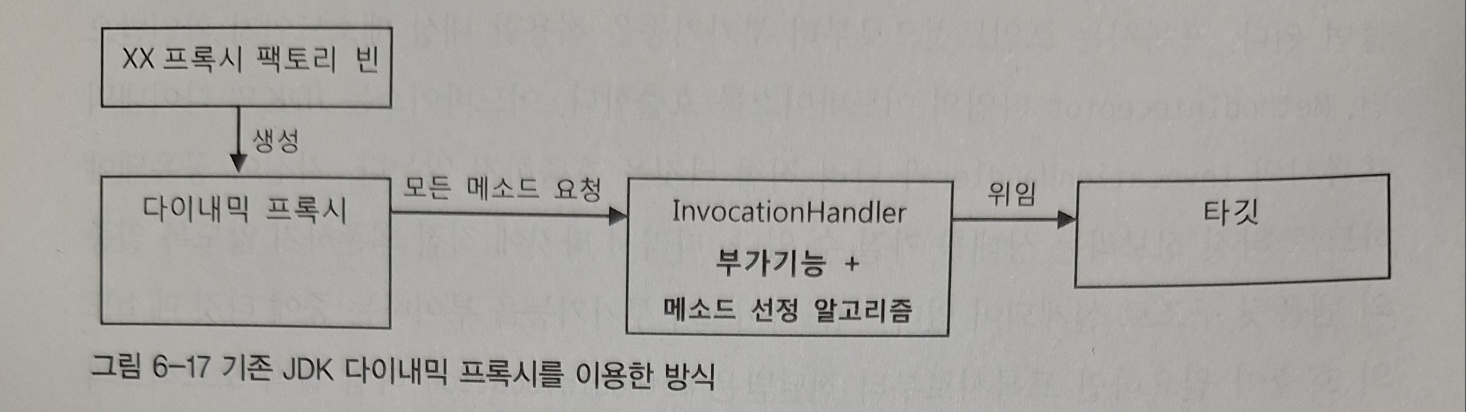 XX 프록시 팩토리 빈
생성
다이내믹 프록시
모든 메소드 요청
InvocationHandler
부가기능 +
메소드 선정 알고리즘
위임
타깃
그림 6-17 기존 JDK 다이내믹 프록시를 이용한 방식